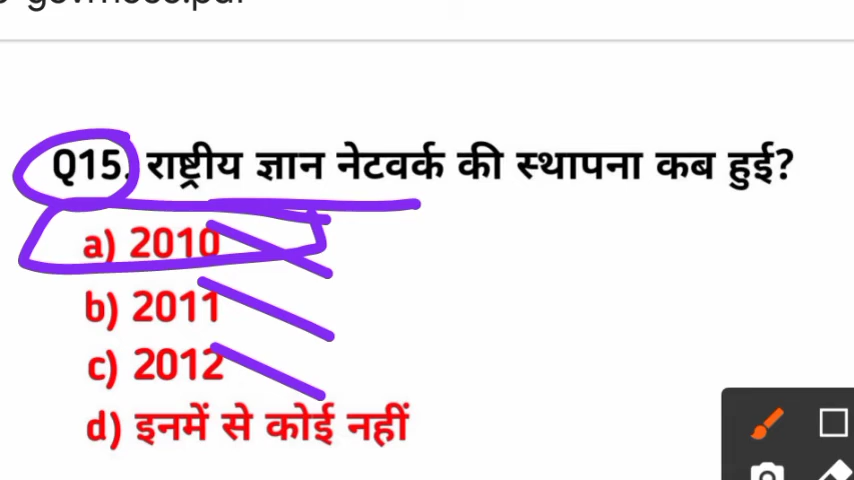 Q15. राष्ट्रीय ज्ञान नेटवर्क की स्थापना कब हुई?
a) 2010
b) 2011
c) 2012
d) इनमें से कोई नहीं